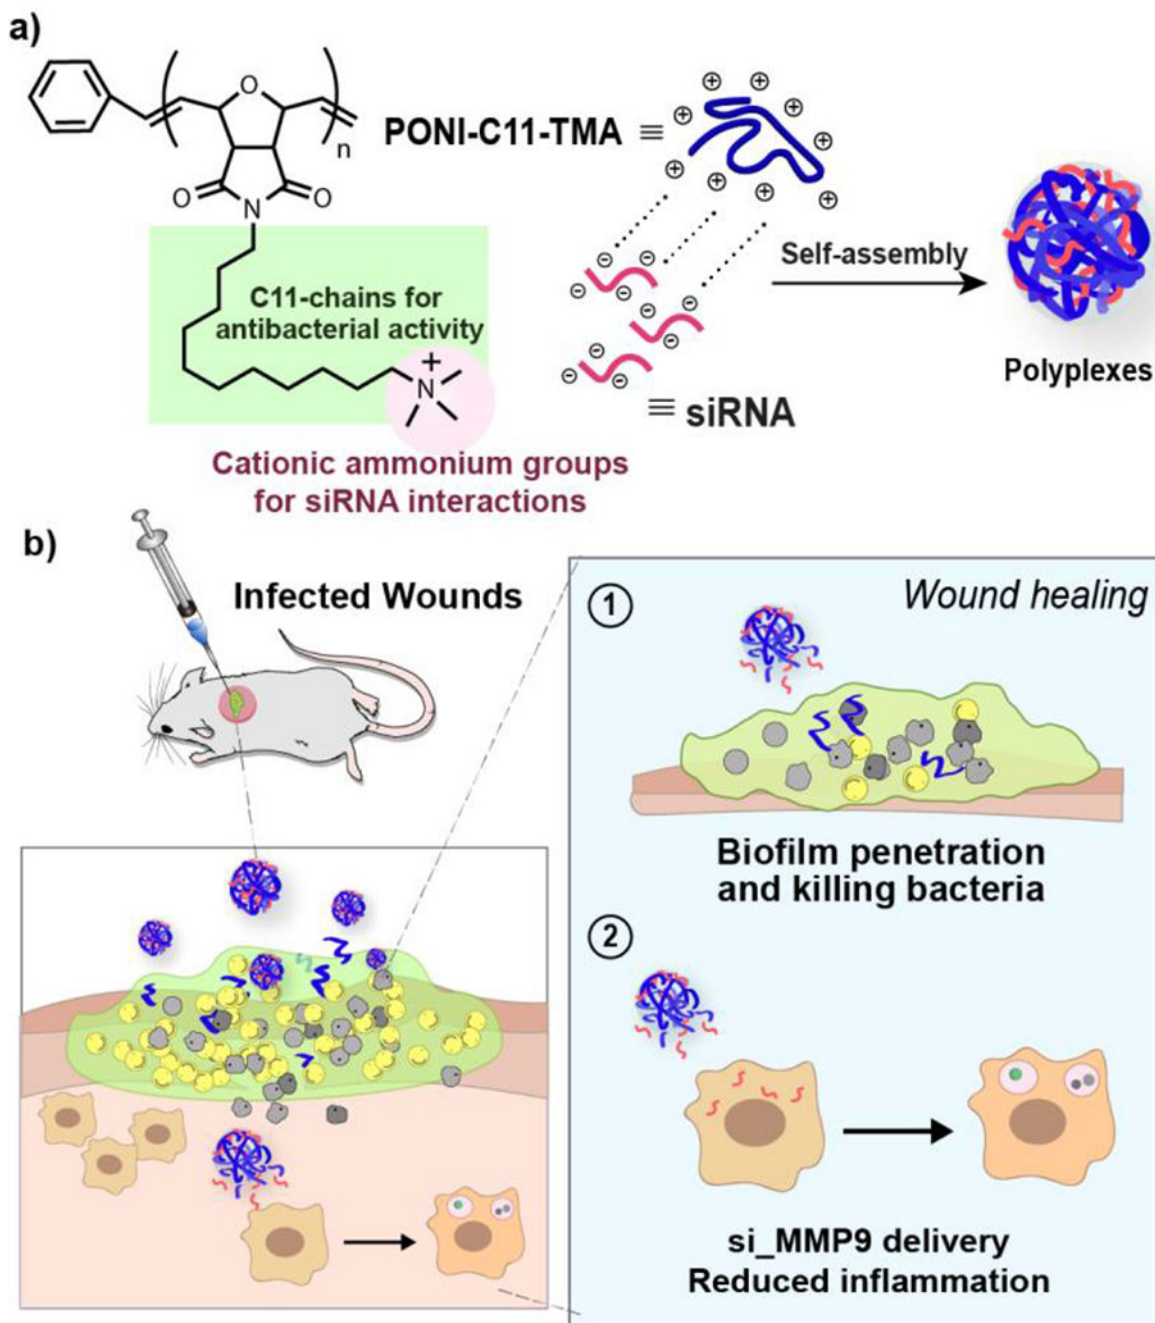 a)
O
n
PONI-C11-TMA ≡
O
O
N
C11-chains for
antibacterial activity
+
N
Cationic ammonium groups
for siRNA interactions
≡ siRNA
Self-assembly
Polyplexes
b)
Infected Wounds
1
Wound healing
Biofilm penetration
and killing bacteria
2
si_MMP9 delivery
Reduced inflammation